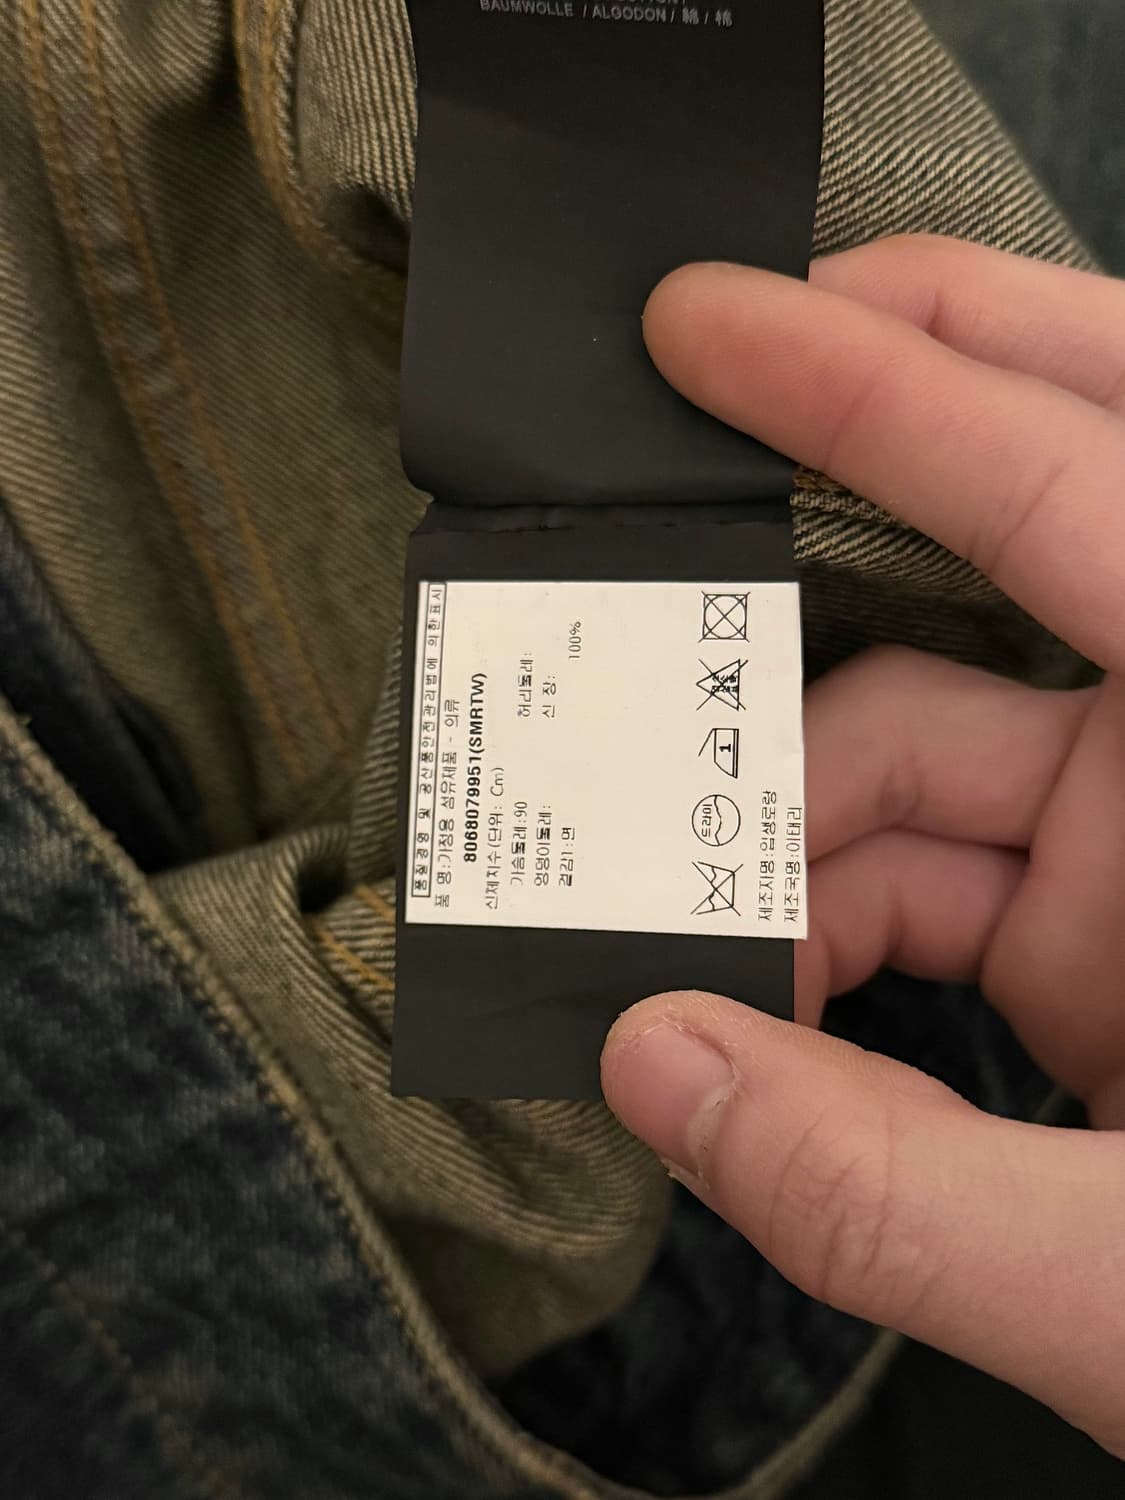 BAUMWOLLE / ALGODON / 綿 / 棉
품질경영 및 공산품안전관리법에 의한표시
품 명:가정용 섬유제품 - 의류
8068079951(SMRTW)
신체치수(단위: Cm)
가슴둘레:90 허리둘레:
엉덩이둘레: 신 장:
겉감1:면 100%
드라이
1
제조자명:입생로랑
제조국명:이태리